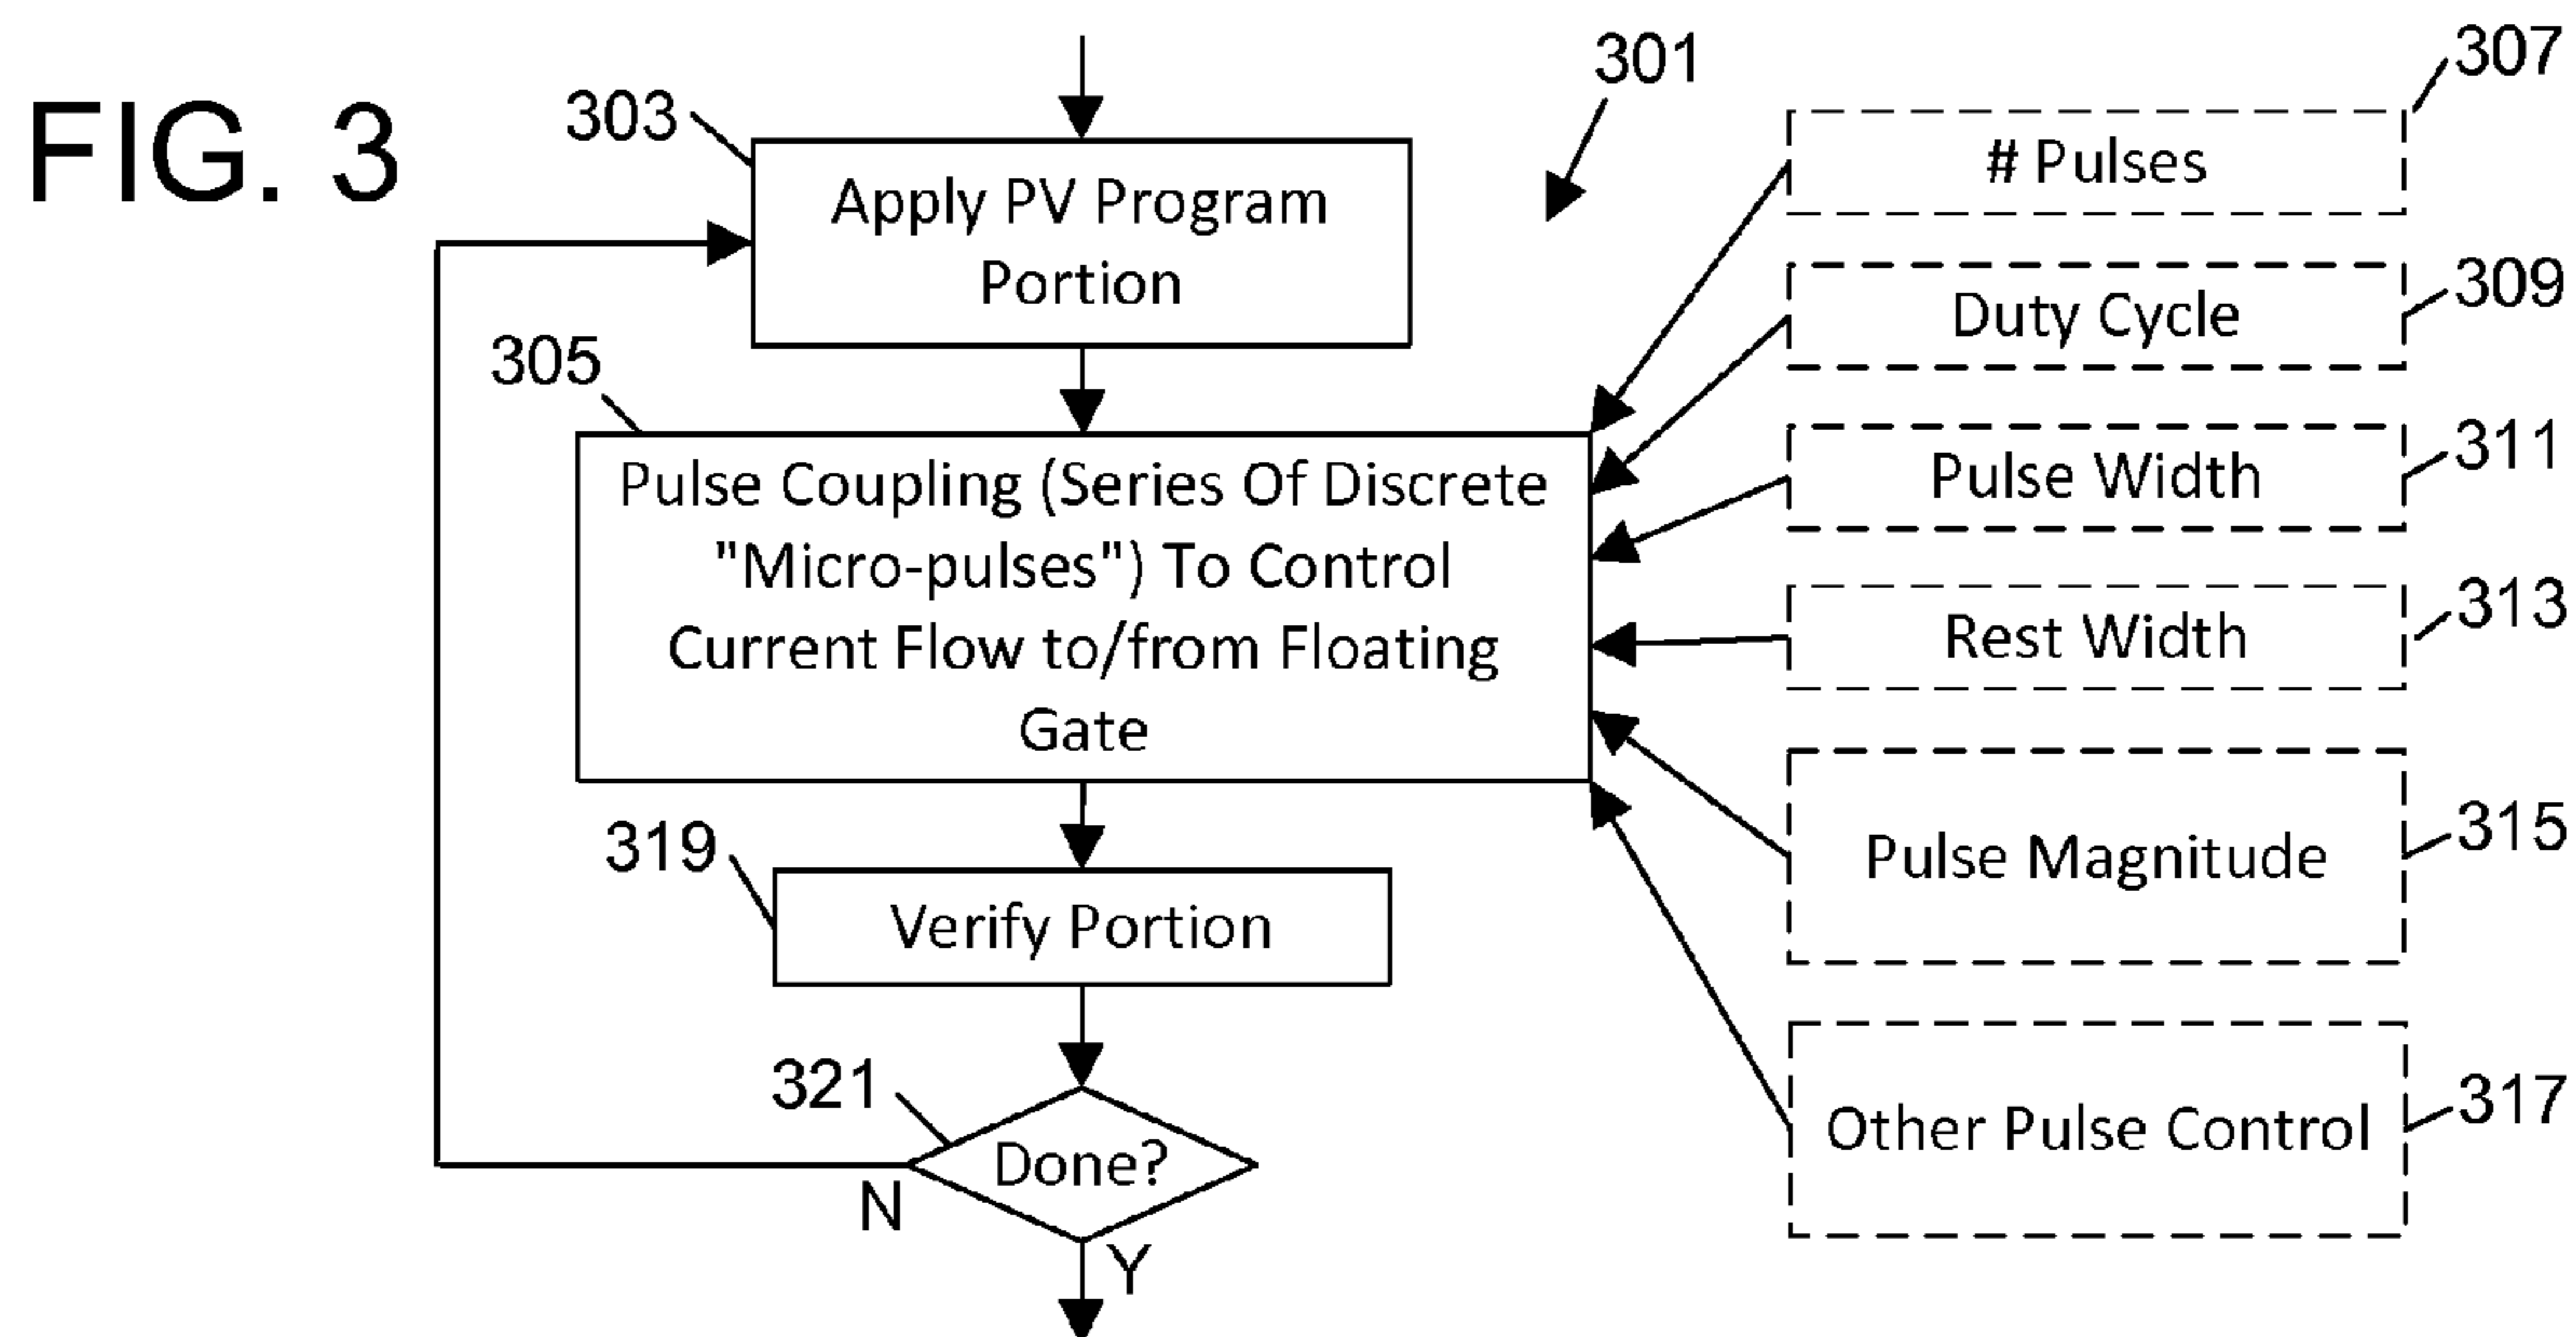 FIG. 3
301
303
Apply PV Program
Portion
305
Pulse Coupling (Series Of Discrete
"Micro-pulses") To Control
Current Flow to/from Floating
Gate
319
Verify Portion
321
Done?
N
Y
307
# Pulses
309
Duty Cycle
311
Pulse Width
313
Rest Width
315
Pulse Magnitude
317
Other Pulse Control